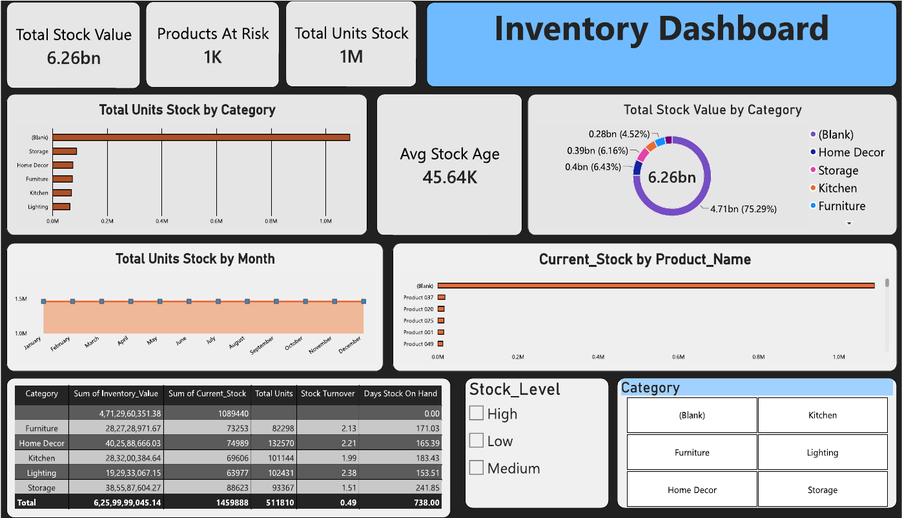 Total Stock Value
6.26bn
Products At Risk
1K
Total Units Stock
1M
Inventory Dashboard
Total Units Stock by Category
(Blank)
Storage
Home Decor
Furniture
Kitchen
Lighting
0.0M 0.2M 0.4M 0.6M 0.8M 1.0M
Avg Stock Age
45.64K
Total Stock Value by Category
0.28bn (4.52%)
0.39bn (6.16%)
0.4bn (6.43%)
6.26bn
4.71bn (75.29%)
(Blank)
Home Decor
Storage
Kitchen
Furniture
Total Units Stock by Month
1.5M
1.0M
January February March April May June July August September October November December
Current_Stock by Product_Name
(Blank)
Product 037
Product 020
Product 025
Product 001
Product 049
0.0M 0.2M 0.4M 0.6M 0.8M 1.0M
Category Sum of Inventory_Value Sum of Current_Stock Total Units Stock Turnover Days Stock On Hand
4,71,29,60,351.38 1089440 0.00
Furniture 28,27,28,971.67 73253 82298 2.13 171.03
Home Decor 40,25,88,666.03 74989 132570 2.21 165.39
Kitchen 28,32,00,384.64 69606 101144 1.99 183.43
Lighting 19,29,33,067.15 63977 102431 2.38 153.51
Storage 38,55,87,604.27 88623 93367 1.51 241.85
Total 6,25,99,99,045.14 1459888 511810 0.49 738.00
Stock_Level
High
Low
Medium
Category
(Blank) Kitchen
Furniture Lighting
Home Decor Storage